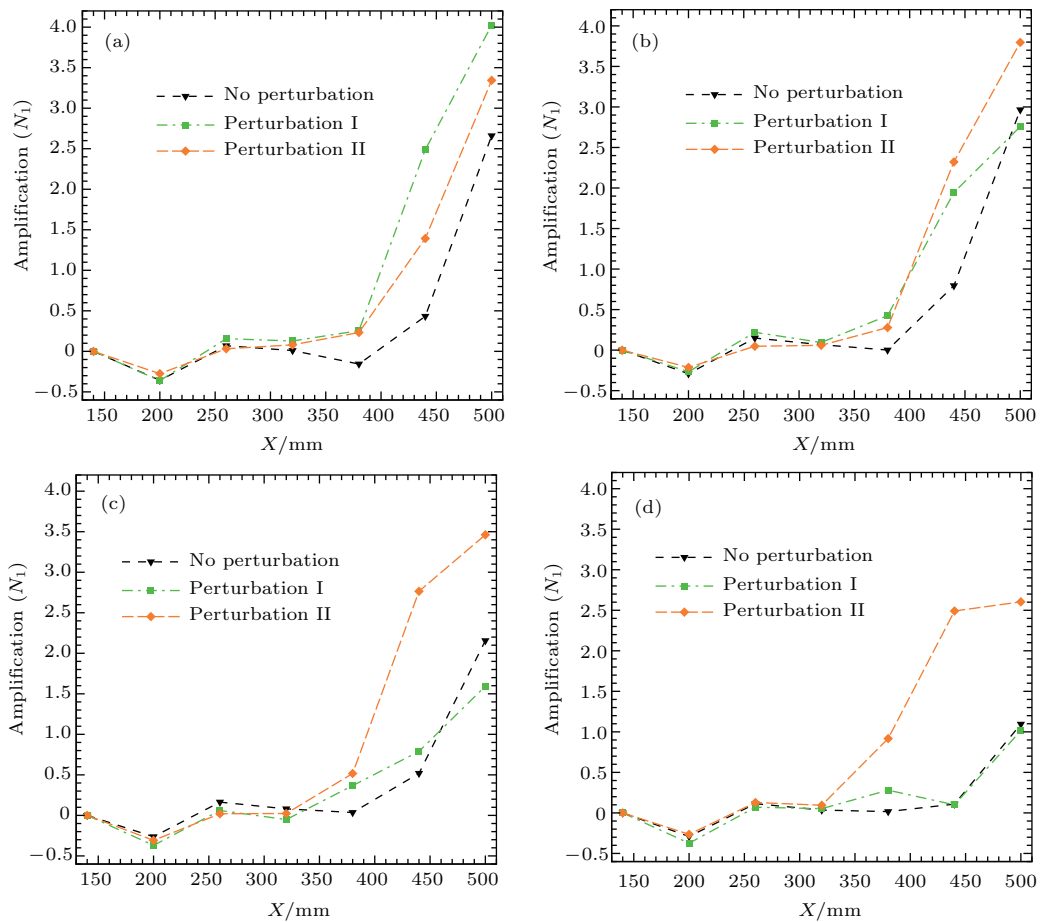 (a)
Amplification (N1)
4.0
3.5
3.0
2.5
2.0
1.5
1.0
0.5
0
−0.5
No perturbation
Perturbation I
Perturbation II
150 200 250 300 350 400 450 500
X/mm
(b)
Amplification (N1)
4.0
3.5
3.0
2.5
2.0
1.5
1.0
0.5
0
−0.5
No perturbation
Perturbation I
Perturbation II
150 200 250 300 350 400 450 500
X/mm
(c)
Amplification (N1)
4.0
3.5
3.0
2.5
2.0
1.5
1.0
0.5
0
−0.5
No perturbation
Perturbation I
Perturbation II
150 200 250 300 350 400 450 500
X/mm
(d)
Amplification (N1)
4.0
3.5
3.0
2.5
2.0
1.5
1.0
0.5
0
−0.5
No perturbation
Perturbation I
Perturbation II
150 200 250 300 350 400 450 500
X/mm